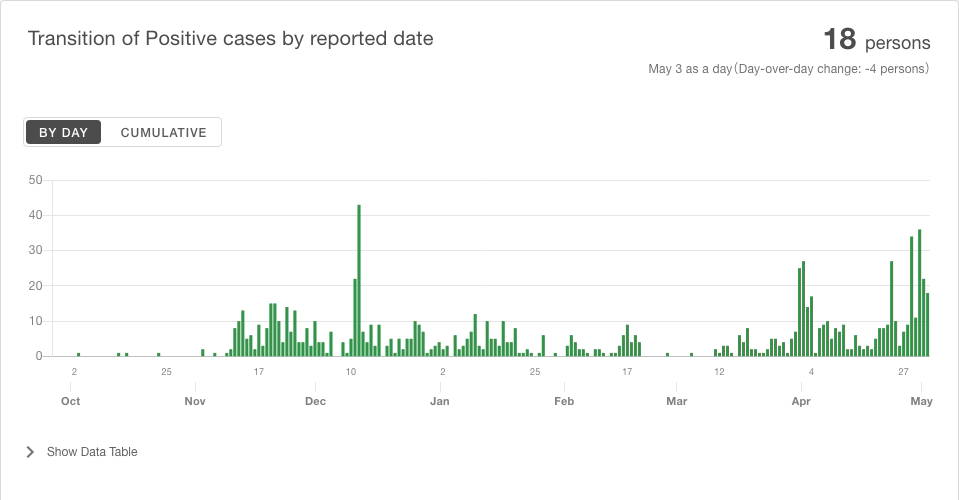 Transition of Positive cases by reported date
18 persons
May 3 as a day(Day-over-day change: -4 persons)
BY DAY CUMULATIVE
50
40
30
20
10
0
2 25 17 10 2 25 17 12 4 27
Oct Nov Dec Jan Feb Mar Apr May
Show Data Table